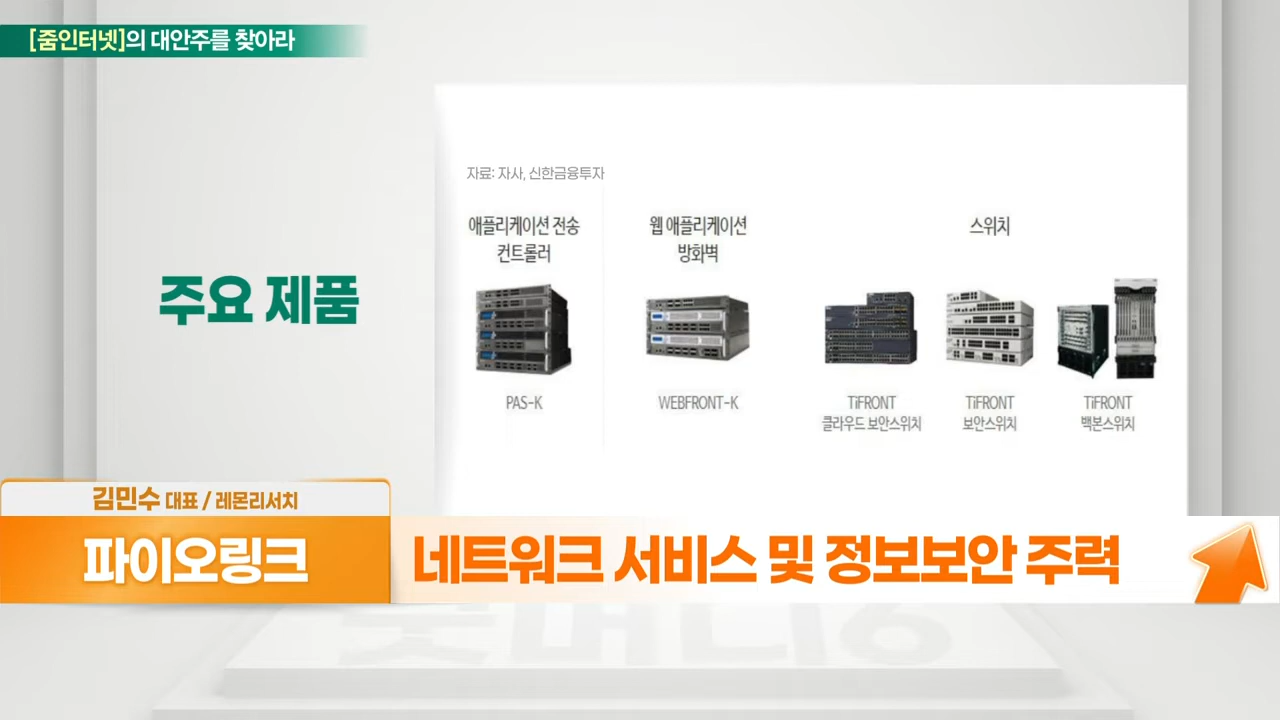 [줌인터넷]의 대안주를 찾아라
자료: 자사, 신한금융투자
주요 제품
애플리케이션 전송
컨트롤러
PAS-K
웹 애플리케이션
방화벽
WEBFRONT-K
스위치
TiFRONT
클라우드 보안스위치
TiFRONT
보안스위치
TiFRONT
백본스위치
김민수 대표 / 레몬리서치
파이오링크
네트워크 서비스 및 정보보안 주력